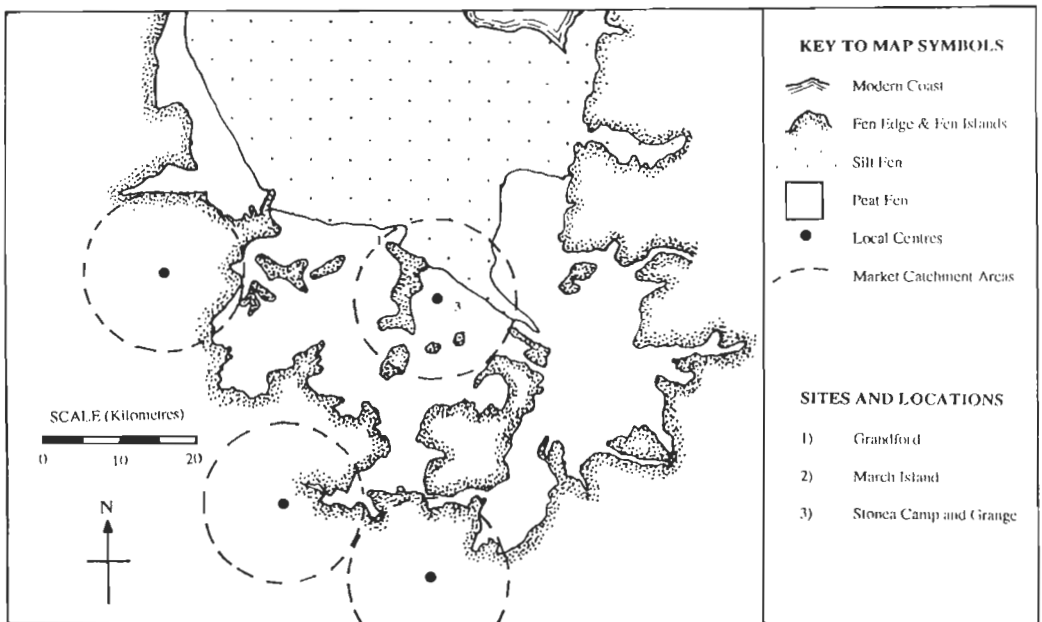 3
SCALE (Kilometres)
0 10 20
N
KEY TO MAP SYMBOLS
Modern Coast
Fen Edge & Fen Islands
Silt Fen
Peat Fen
Local Centres
Market Catchment Areas
SITES AND LOCATIONS
1) Grandford
2) March Island
3) Stonea Camp and Grange